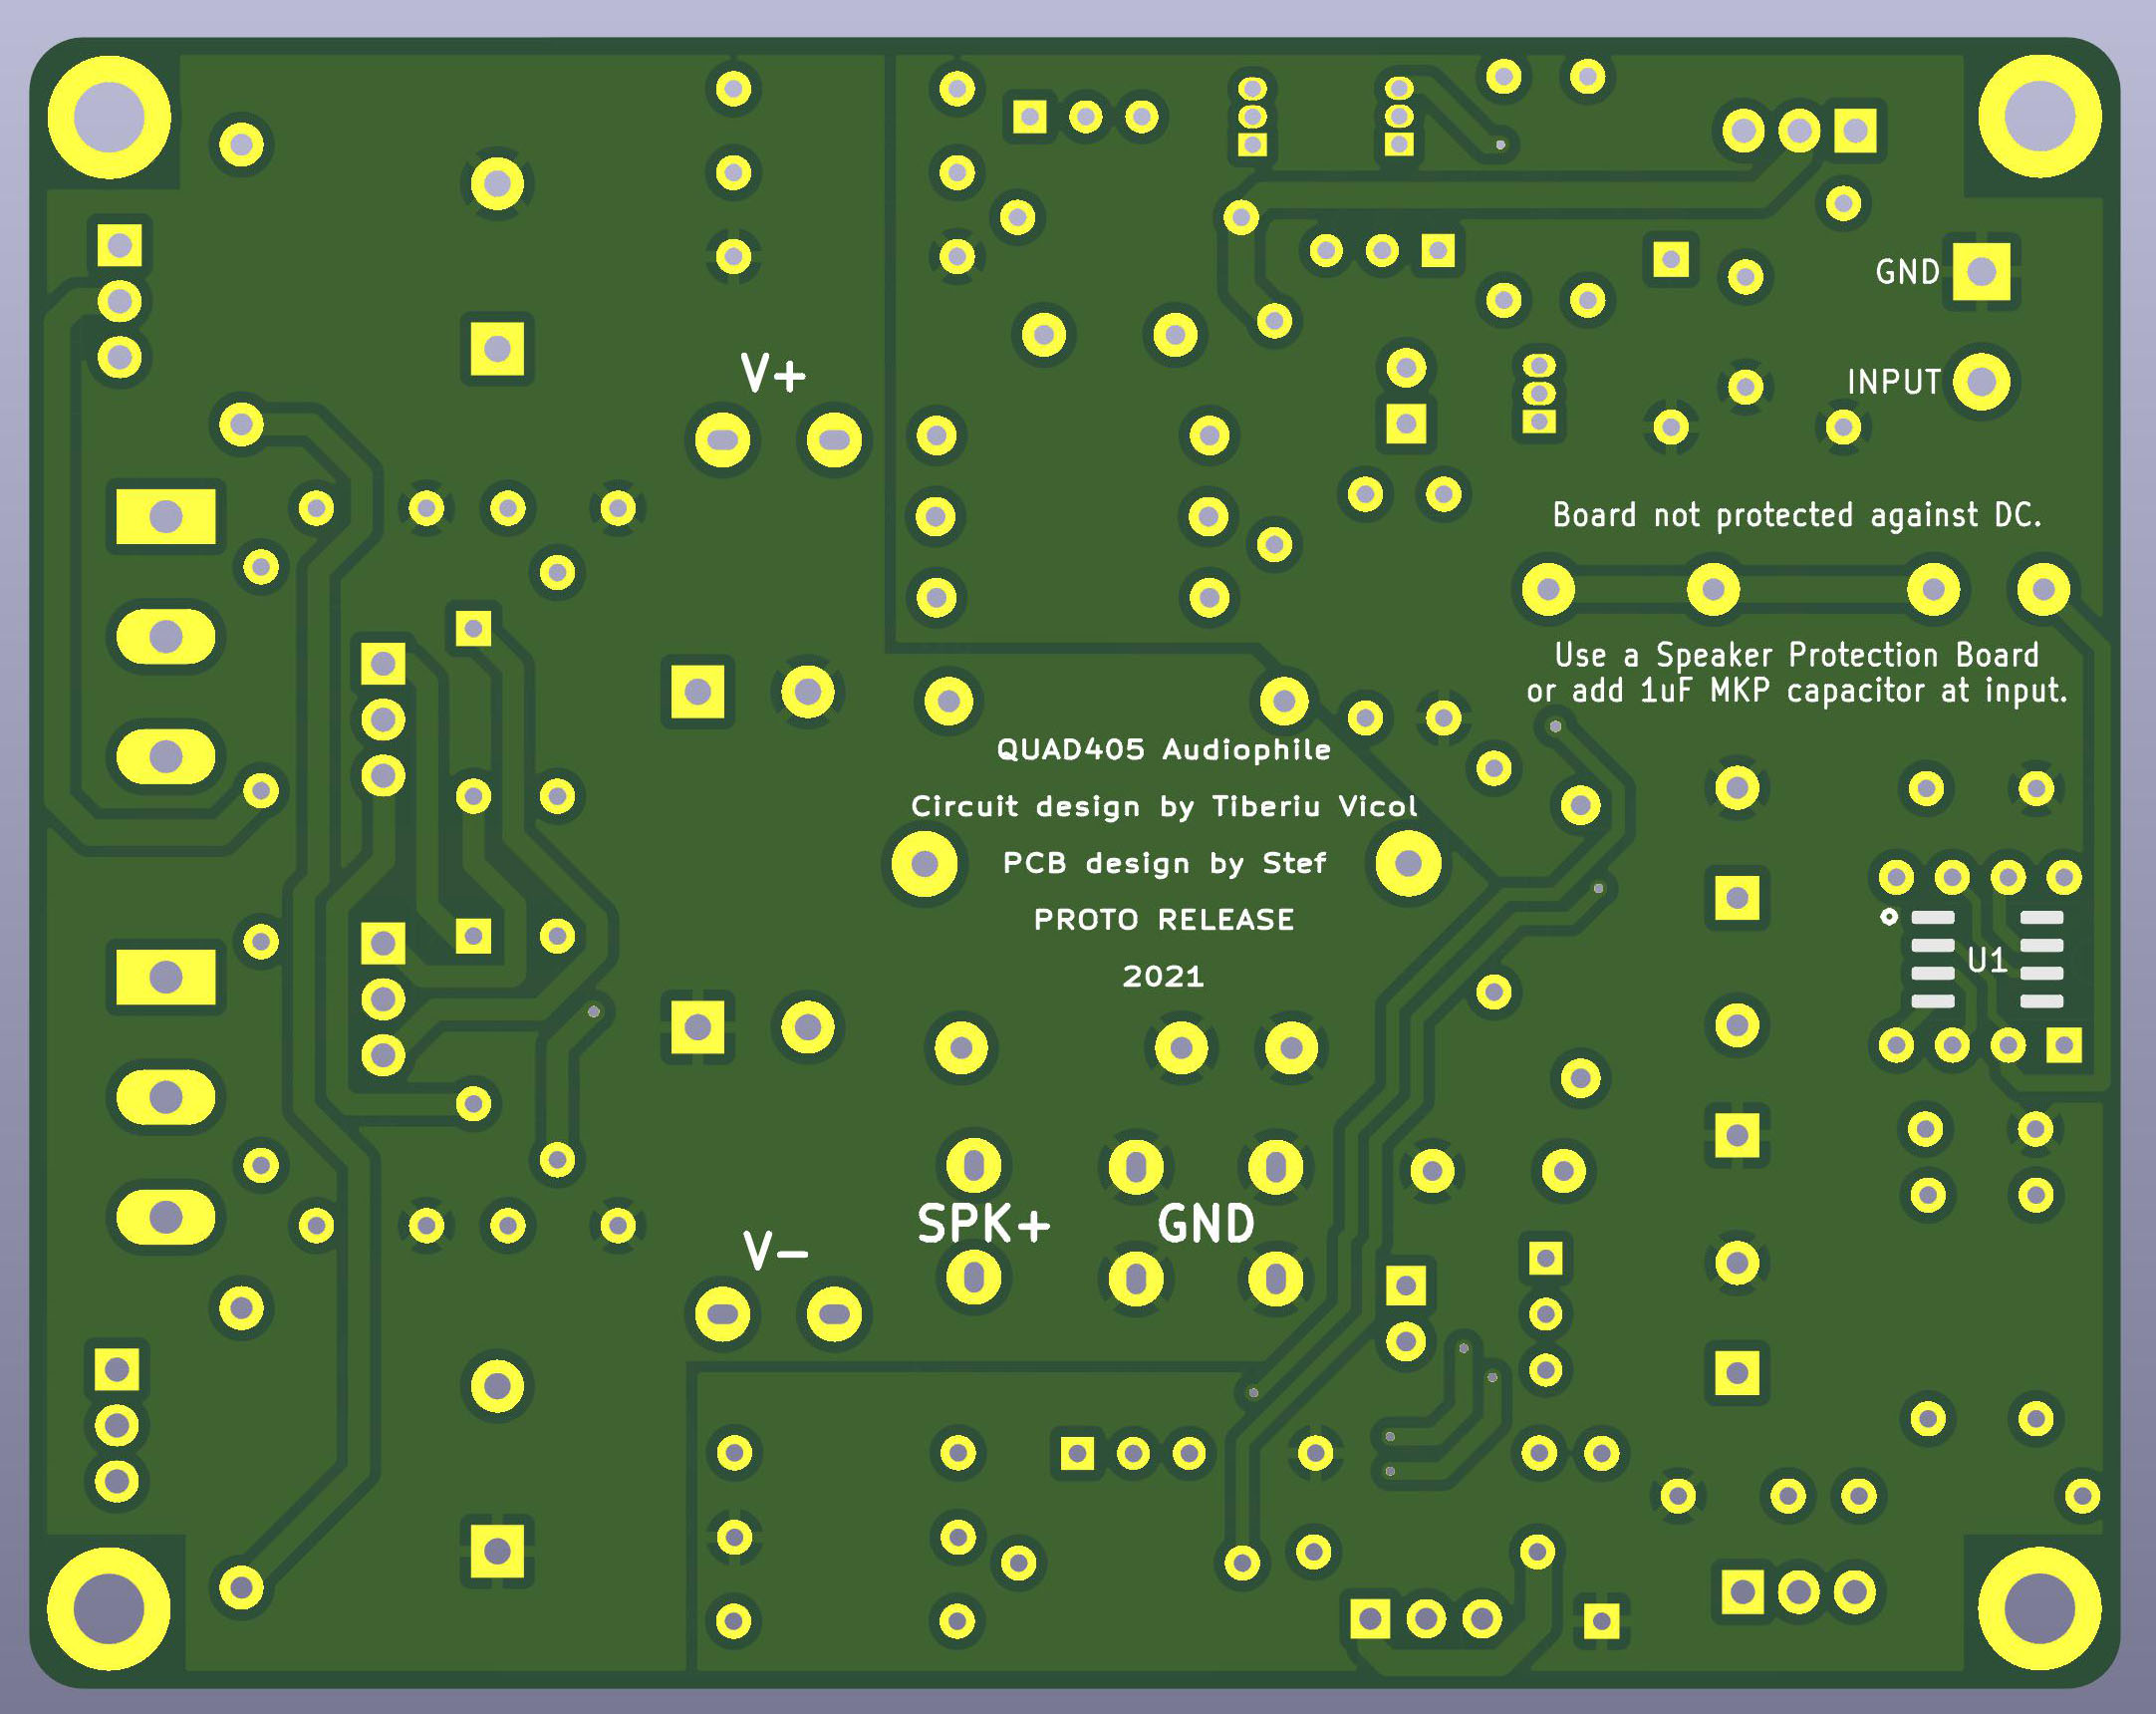 V+
GND
INPUT
Board not protected against DC.
Use a Speaker Protection Board
or add 1uF MKP capacitor at input.
QUAD405 Audiophile
Circuit design by Tiberiu Vicol
PCB design by Stef
PROTO RELEASE
2021
U1
SPK+
GND
V-